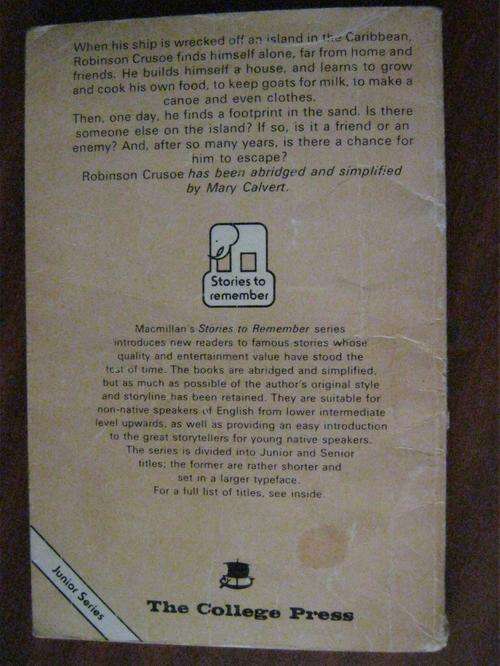 When his ship is wrecked off an island in the Caribbean,
Robinson Crusoe finds himself alone, far from home and
friends. He builds himself a house, and learns to grow
and cook his own food, to keep goats for milk, to make a
canoe and even clothes.
Then, one day, he finds a footprint in the sand. Is there
someone else on the island? If so, is it a friend or an
enemy? And, after so many years, is there a chance for
him to escape?
Robinson Crusoe has been abridged and simplified
by Mary Calvert.
Stories to
remember
Macmillan's Stories to Remember series
introduces new readers to famous stories whose
quality and entertainment value have stood the
test of time. The books are abridged and simplified,
but as much as possible of the author's original style
and storyline has been retained. They are suitable for
non-native speakers of English from lower intermediate
level upwards, as well as providing an easy introduction
to the great storytellers for young native speakers.
The series is divided into Junior and Senior
titles; the former are rather shorter and
set in a larger typeface.
For a full list of titles, see inside
Junior Series
The College Press